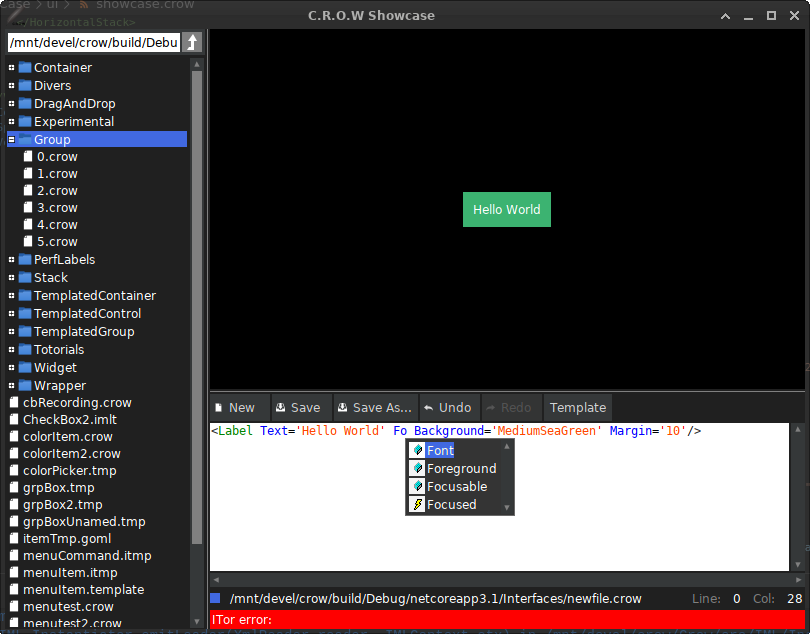 C.R.O.W Showcase
/mnt/devel/crow/build/Debu
Container
Divers
DragAndDrop
Experimental
Group
0.crow
1.crow
2.crow
3.crow
4.crow
5.crow
PerfLabels
Stack
TemplatedContainer
TemplatedControl
TemplatedGroup
Totorials
Widget
Wrapper
cbRecording.crow
CheckBox2.imlt
colorItem.crow
colorItem2.crow
colorPicker.tmp
grpBox.tmp
grpBox2.tmp
grpBoxUnamed.tmp
itemTmp.goml
menuCommand.itmp
menuItem.itmp
menuItem.template
menutest.crow
menutest2.crow
Hello World
New Save Save As... Undo Redo Template
<Label Text='Hello World' Fo Background='MediumSeaGreen' Margin='10'/>
Font
Foreground
Focusable
Focused
/mnt/devel/crow/build/Debug/netcoreapp3.1/Interfaces/newfile.crow Line: 0 Col: 28
ITor error: